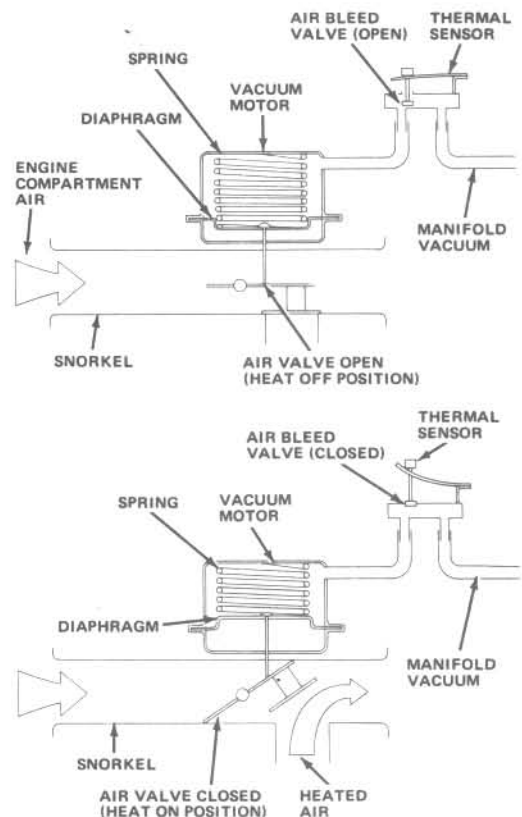 AIR BLEED
VALVE (OPEN)
THERMAL
SENSOR
SPRING
VACUUM
MOTOR
DIAPHRAGM
ENGINE
COMPARTMENT
AIR
MANIFOLD
VACUUM
SNORKEL
AIR VALVE OPEN
(HEAT OFF POSITION)
THERMAL
SENSOR
AIR BLEED
VALVE (CLOSED)
SPRING
VACUUM
MOTOR
DIAPHRAGM
MANIFOLD
VACUUM
SNORKEL
AIR VALVE CLOSED
(HEAT ON POSITION)
HEATED
AIR